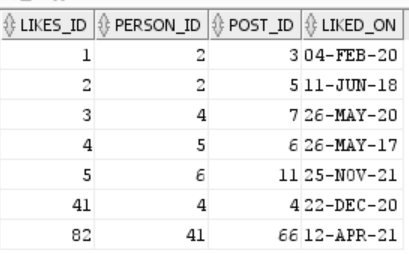 LIKES_ID PERSON_ID POST_ID LIKED_ON
1 2 3 04-FEB-20
2 2 5 11-JUN-18
3 4 7 26-MAY-20
4 5 6 26-MAY-17
5 6 11 25-NOV-21
41 4 4 22-DEC-20
82 41 66 12-APR-21